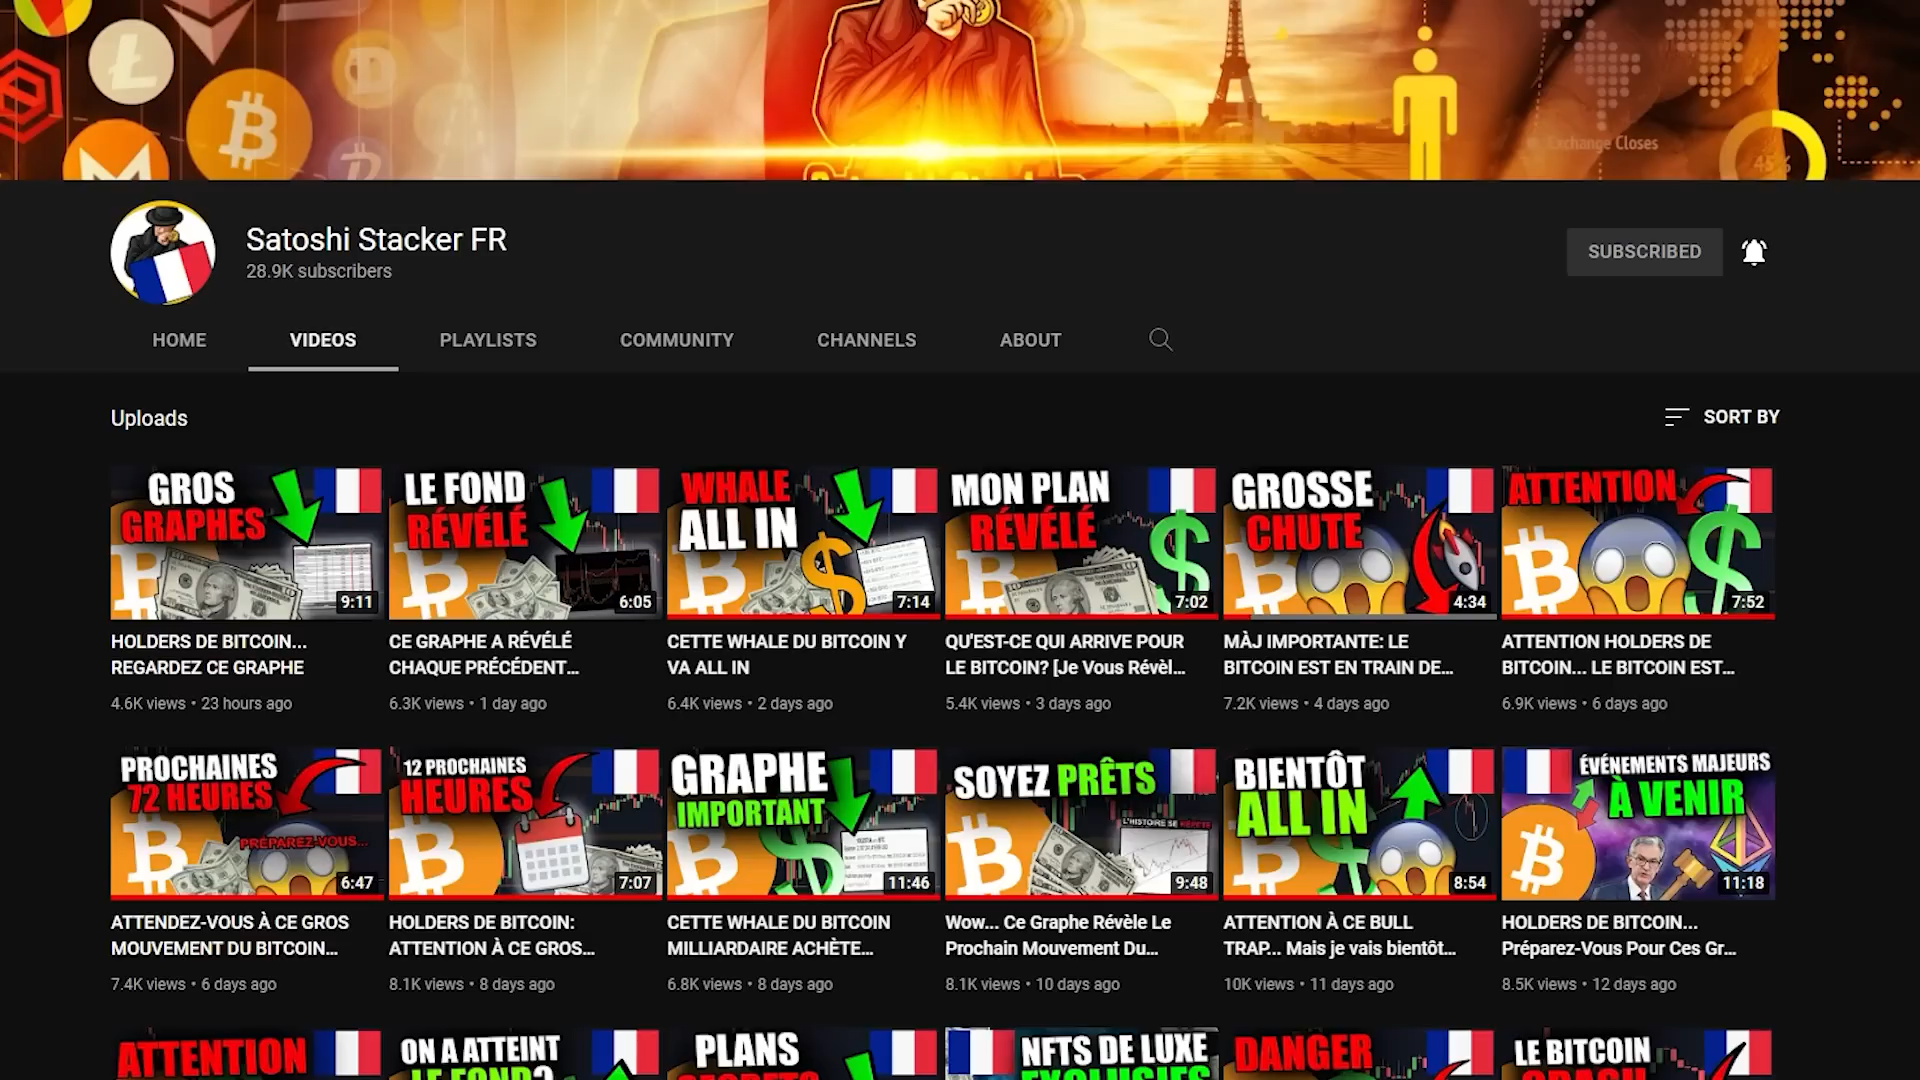 Exchange Closes
45%
Satoshi Stacker FR
28.9K subscribers
SUBSCRIBED
HOME
VIDEOS
PLAYLISTS
COMMUNITY
CHANNELS
ABOUT
Uploads
SORT BY
GROS
GRAPHES
9:11
HOLDERS DE BITCOIN...
REGARDEZ CE GRAPHE
4.6K views • 23 hours ago
LE FOND
RÉVÉLÉ
6:05
CE GRAPHE A RÉVÉLÉ
CHAQUE PRÉCÉDENT...
6.3K views • 1 day ago
WHALE
ALL IN
7:14
CETTE WHALE DU BITCOIN Y
VA ALL IN
6.4K views • 2 days ago
MON PLAN
RÉVÉLÉ
7:02
QU'EST-CE QUI ARRIVE POUR
LE BITCOIN? [Je Vous Révèl...
5.4K views • 3 days ago
GROSSE
CHUTE
4:34
MÀJ IMPORTANTE: LE
BITCOIN EST EN TRAIN DE...
7.2K views • 4 days ago
ATTENTION
7:52
ATTENTION HOLDERS DE
BITCOIN... LE BITCOIN EST...
6.9K views • 6 days ago
PROCHAINES
72 HEURES
PRÉPAREZ-VOUS...
6:47
ATTENDEZ-VOUS À CE GROS
MOUVEMENT DU BITCOIN...
7.4K views • 6 days ago
12 PROCHAINES
HEURES
7:07
HOLDERS DE BITCOIN:
ATTENTION À CE GROS...
8.1K views • 8 days ago
GRAPHE
IMPORTANT
11:46
CETTE WHALE DU BITCOIN
MILLIARDAIRE ACHÈTE...
6.8K views • 8 days ago
SOYEZ PRÊTS
L'HISTOIRE SE RÉPÈTE
9:48
Wow... Ce Graphe Révèle Le
Prochain Mouvement Du...
8.1K views • 10 days ago
BIENTÔT
ALL IN
8:54
ATTENTION À CE BULL
TRAP... Mais je vais bientôt...
10K views • 11 days ago
ÉVÉNEMENTS MAJEURS
À VENIR
11:18
HOLDERS DE BITCOIN...
Préparez-Vous Pour Ces Gr...
8.5K views • 12 days ago
ATTENTION
ON A ATTEINT
LE FOND?
PLANS
SECRETS
NFTS DE LUXE
EXCLUSIFS
DANGER
LE BITCOIN
CRASH